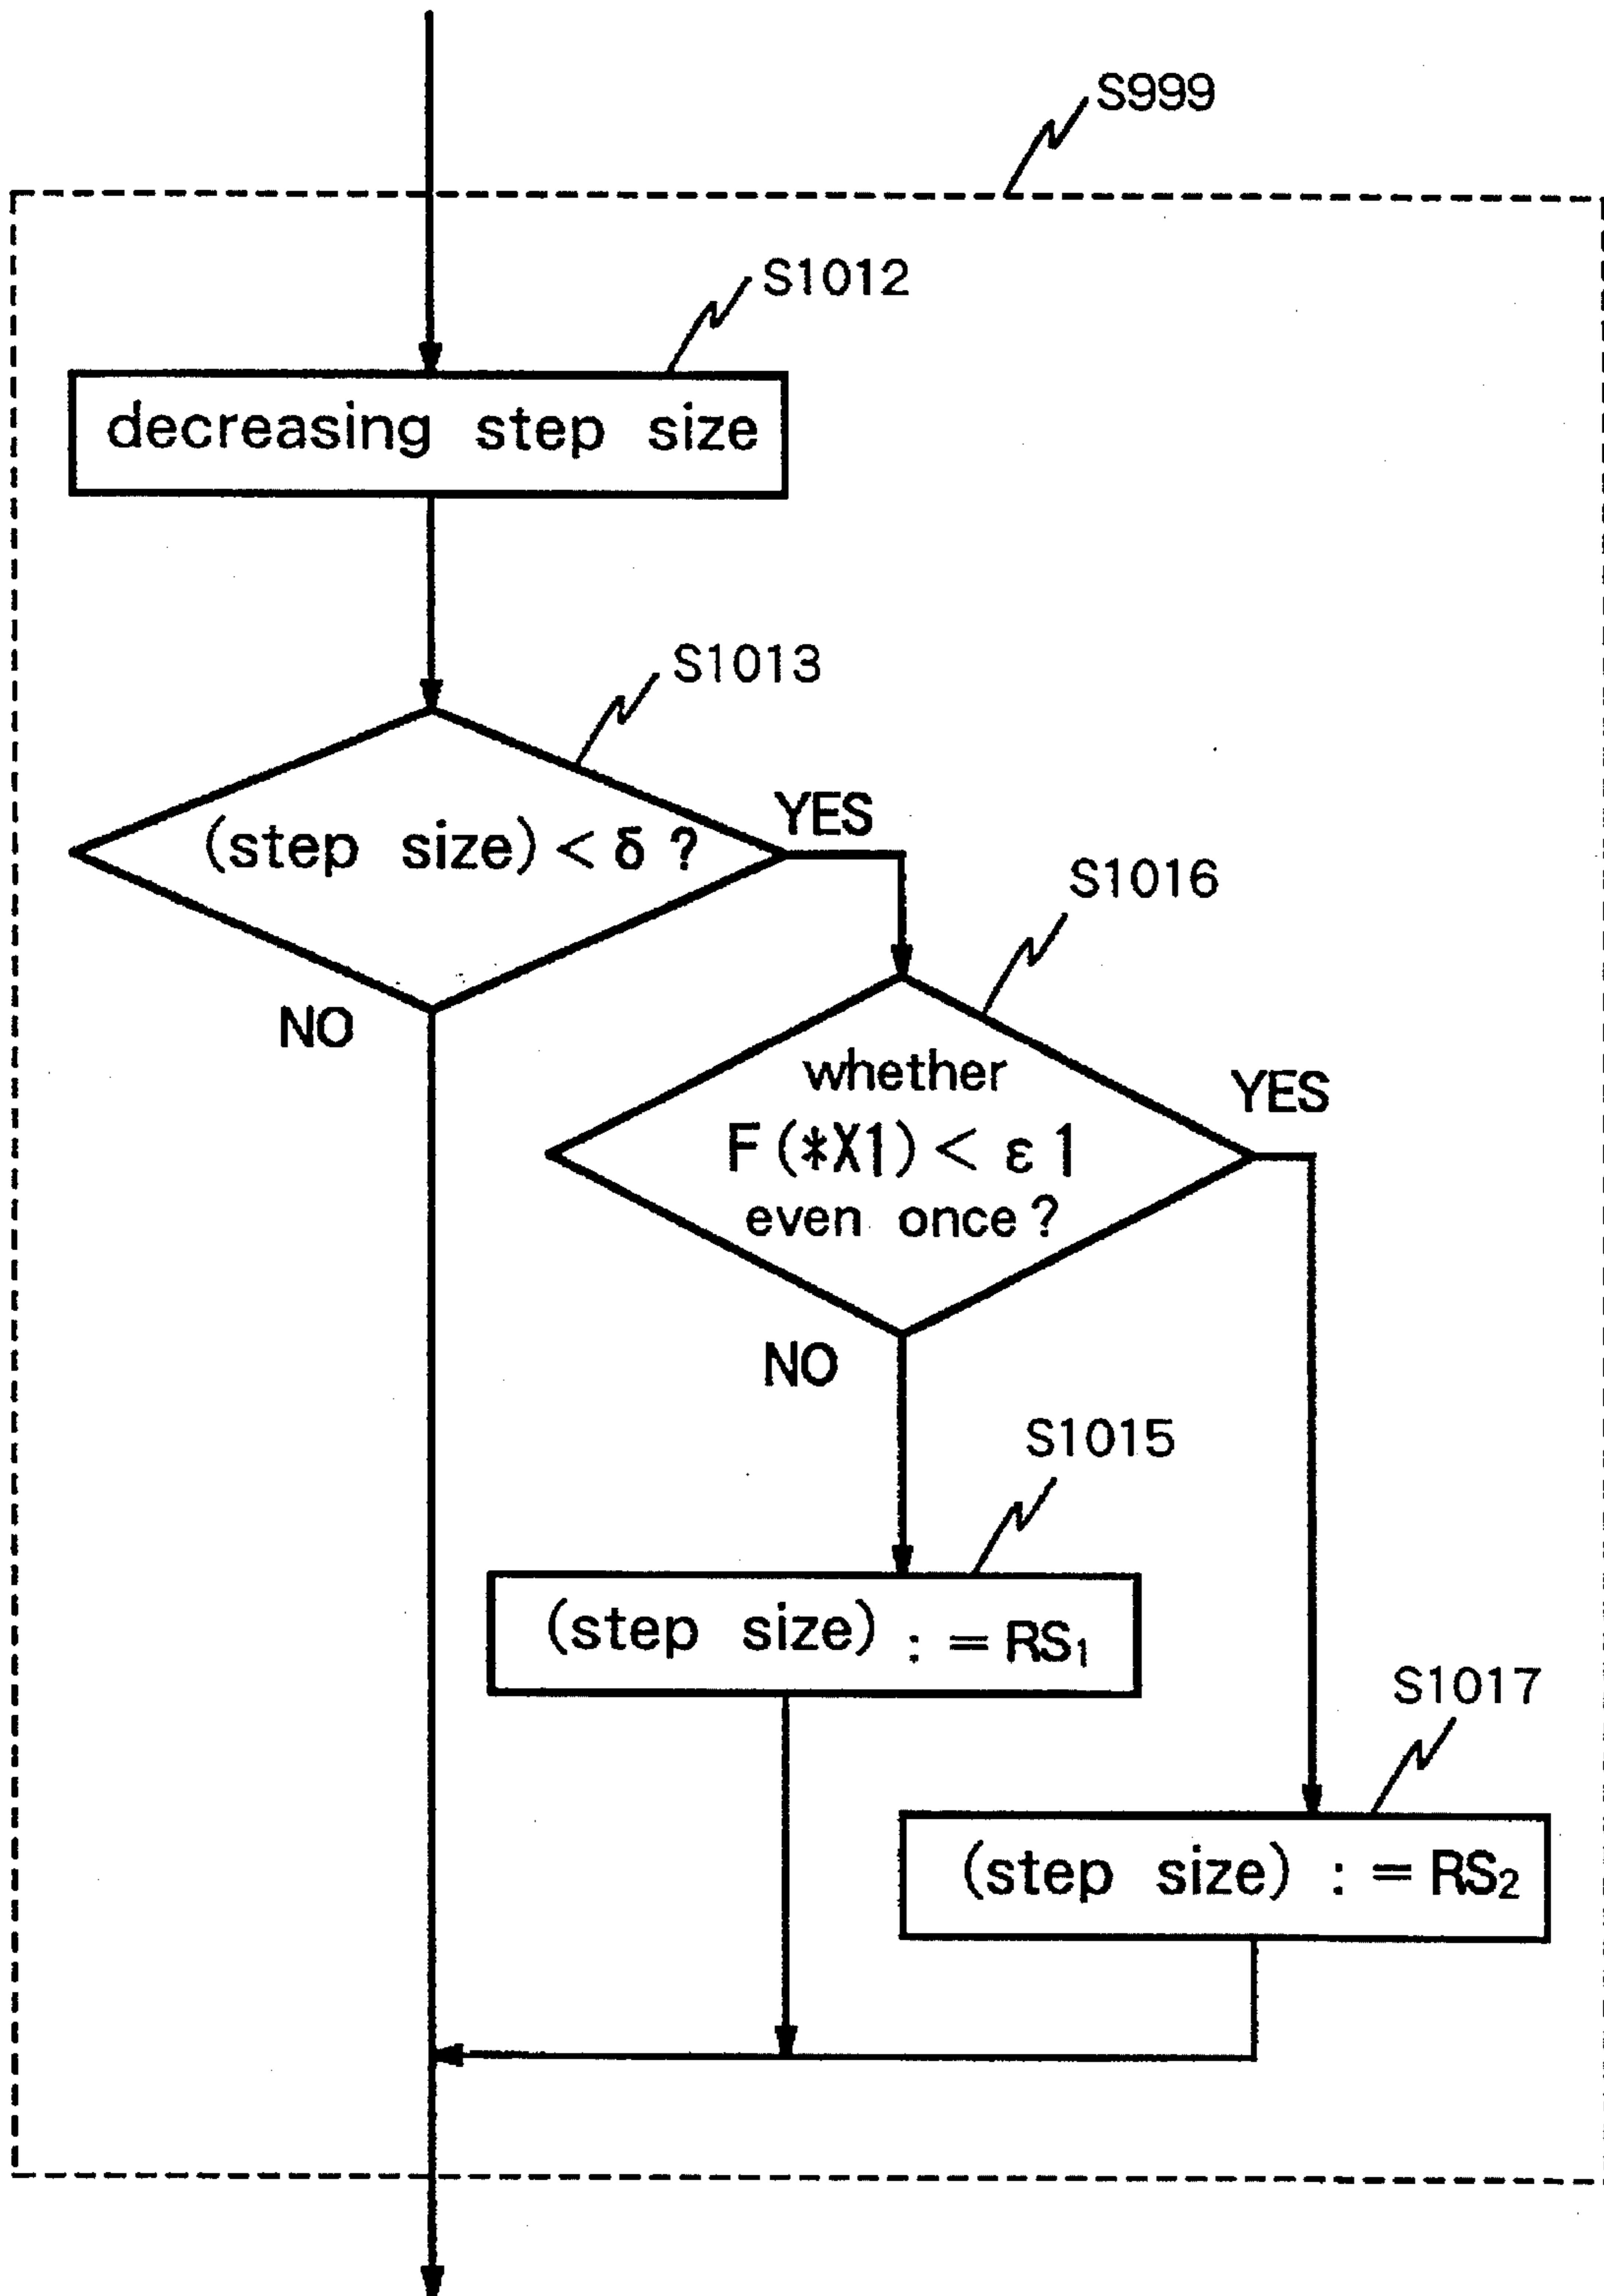 S999
S1012
decreasing step size
S1013
(step size) < δ ?
YES
NO
S1016
whether
F (*X1) < ε 1
even once ?
YES
NO
S1015
(step size) : = RS₁
S1017
(step size) : = RS₂